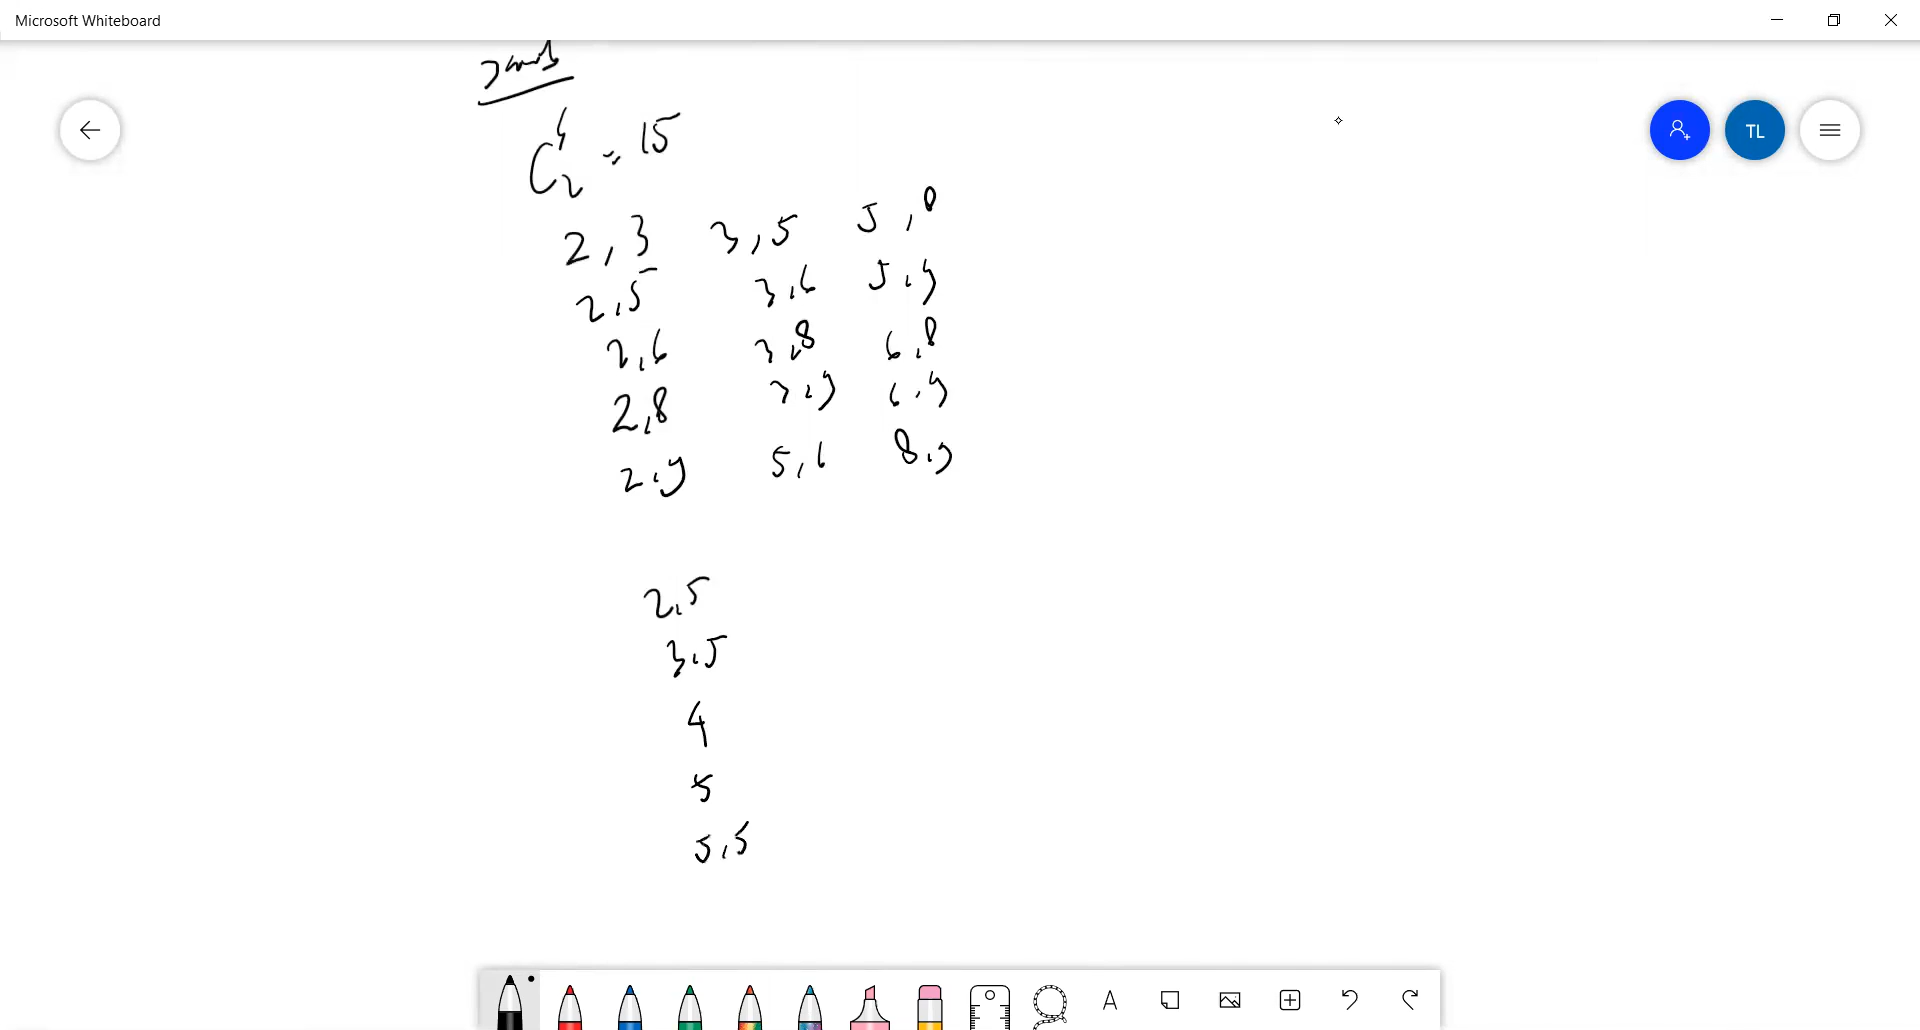 Microsoft Whiteboard
TL
= 15
2,3 3,5 5,8
2,5 3,6 5,9
2,6 3,8 6,8
2,8 3,9 6,9
2,9 5,6 8,9
2,5
3,5
4
5
5,5
A